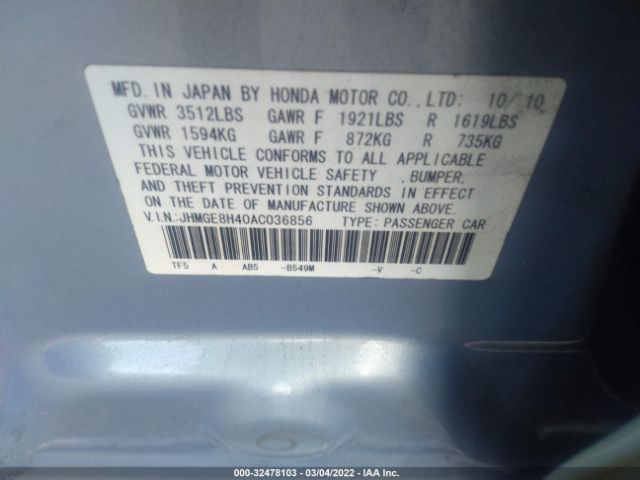 MFD. IN JAPAN BY HONDA MOTOR CO., LTD: 10/10
GVWR 3512LBS GAWR F 1921LBS R 1619LBS
GVWR 1594KG GAWR F 872KG R 735KG
THIS VEHICLE CONFORMS TO ALL APPLICABLE
FEDERAL MOTOR VEHICLE SAFETY , BUMPER,
AND THEFT PREVENTION STANDARDS IN EFFECT
ON THE DATE OF MANUFACTURE SHOWN ABOVE.
V.I.N.:JHMGE8H40AC036856 TYPE: PASSENGER CAR
TF5 A AB5 -B549M -V -C
000-32478103 - 03/04/2022 - IAA Inc.